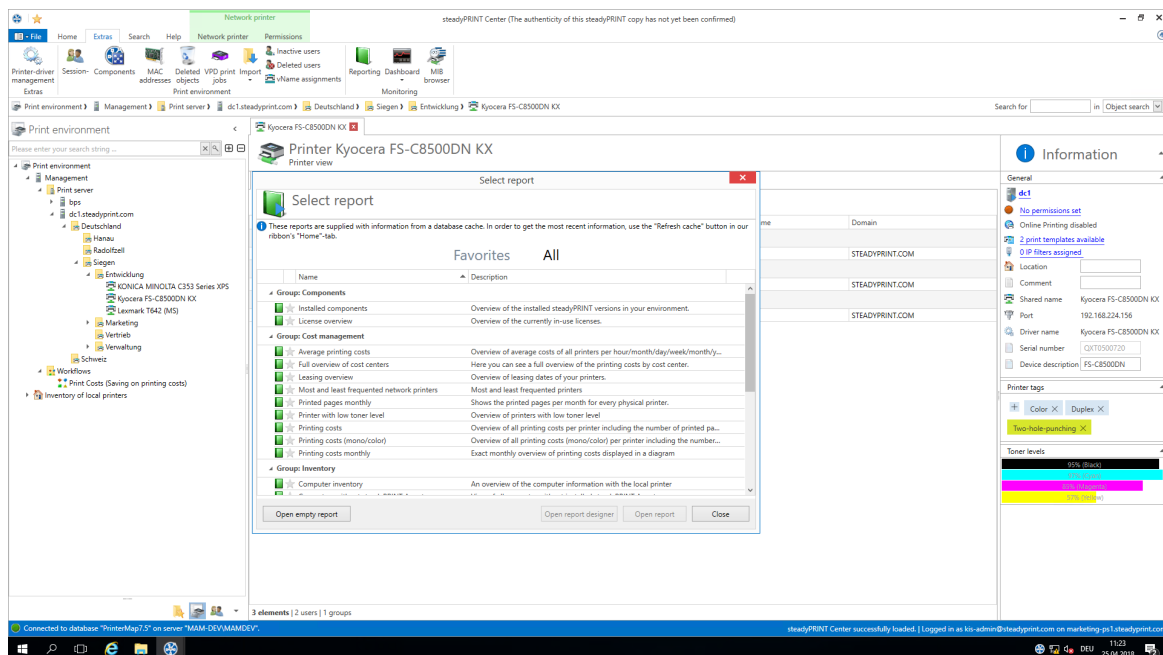 Network printer
steadyPRINT Center (The authenticity of this steadyPRINT copy has not yet been confirmed)
File Home Extras Search Help Network printer Permissions
Printer-driver management
Session-
Components
MAC addresses
Deleted objects
VPD print jobs
Import
Inactive users
Deleted users
vName assignments
Reporting
Dashboard
MIB browser
Extras Print environment Monitoring
Print environment Management Print server dc1.steadyprint.com Deutschland Siegen Entwicklung Kyocera FS-C8500DN KX
Search for in Object search
Print environment
Please enter your search string ...
Print environment
Management
Print server
bps
dc1.steadyprint.com
Deutschland
Hanau
Radolfzell
Siegen
Entwicklung
KONICA MINOLTA C353 Series XPS
Kyocera FS-C8500DN KX
Lexmark T642 (MS)
Marketing
Vertrieb
Verwaltung
Schweiz
Workflows
Print Costs (Saving on printing costs)
Inventory of local printers
Kyocera FS-C8500DN KX
Printer Kyocera FS-C8500DN KX
Printer view
me Domain
STEADYPRINT.COM
STEADYPRINT.COM
STEADYPRINT.COM
Select report
Select report
These reports are supplied with information from a database cache. In order to get the most recent information, use the "Refresh cache" button in our
ribbon's "Home"-tab.
Favorites All
Name Description
Group: Components
Installed components Overview of the installed steadyPRINT versions in your environment.
License overview Overview of the currently in-use licenses.
Group: Cost management
Average printing costs Overview of average costs of all printers per hour/month/day/week/month/y...
Full overview of cost centers Here you can see a full overview of the printing costs by cost center.
Leasing overview Overview of leasing dates of your printers.
Most and least frequented network printers Most and least frequented printers
Printed pages monthly Shows the printed pages per month for every physical printer.
Printer with low toner level Overview of printers with low toner level
Printing costs Overview of all printing costs per printer including the number of printed pa...
Printing costs (mono/color) Overview of all printing costs (mono/color) per printer including the number...
Printing costs monthly Exact monthly overview of printing costs displayed in a diagram
Group: Inventory
Computer inventory An overview of the computer information with the local printer
Open empty report Open report designer Open report Close
3 elements | 2 users | 1 groups
Information
General
dc1
No permissions set
Online Printing disabled
2 print templates available
0 IP filters assigned
Location
Comment
Shared name Kyocera FS-C8500DN KX
Port 192.168.224.156
Driver name Kyocera FS-C8500DN KX
Serial number QXT0500720
Device description FS-C8500DN
Printer tags
Color Duplex
Two-hole-punching
Toner levels
95% (Black)
83% (Magenta)
57% (Yellow)
Connected to database "PrinterMap7.5" on server "MAM-DEV\MAMDEV".
steadyPRINT Center successfully loaded. | Logged in as kis-admin@steadyprint.com on marketing-ps1.steadyprint.com
DEU 11:23
25.04.2018